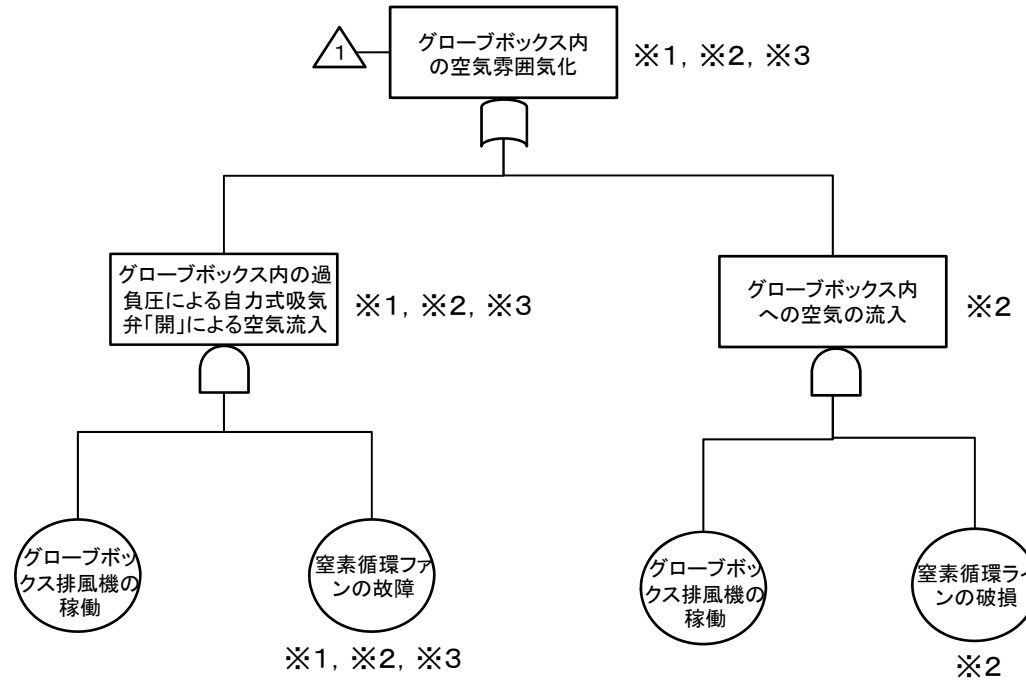 1
グローブボックス内
の空気雰囲気化
※1, ※2, ※3
グローブボックス内の過
負圧による自力式吸気
弁「開」による空気流入
※1, ※2, ※3
グローブボックス内
への空気の流入
※2
グローブボッ
クス排風機の
稼働
窒素循環ファ
ンの故障
※1, ※2, ※3
グローブボッ
クス排風機の
稼働
窒素循環ライ
ンの破損
※2